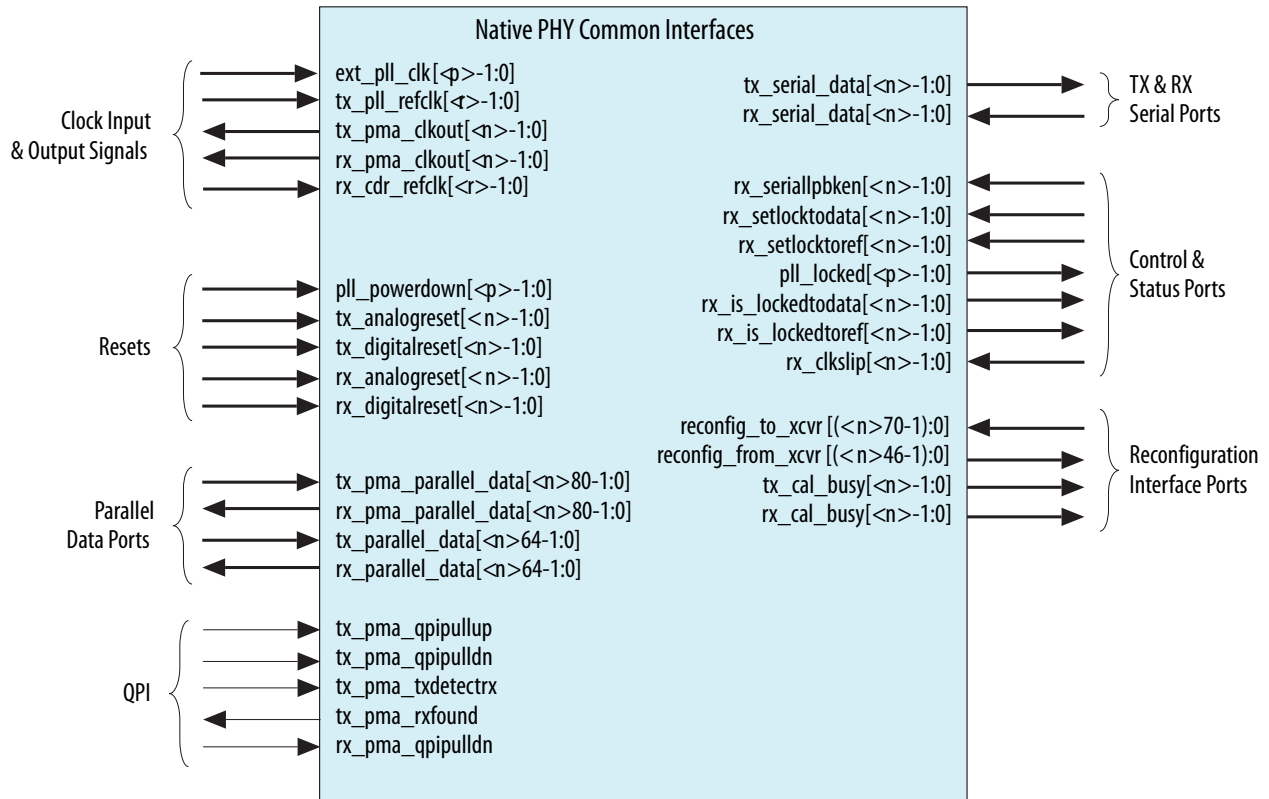 Native PHY Common Interfaces
Clock Input
& Output Signals
ext_pll_clk[<p>-1:0]
tx_pll_refclk[<r>-1:0]
tx_pma_clkout[<n>-1:0]
rx_pma_clkout[<n>-1:0]
rx_cdr_refclk[<r>-1:0]
Resets
pll_powerdown[<p>-1:0]
tx_analogreset[<n>-1:0]
tx_digitalreset[<n>-1:0]
rx_analogreset[<n>-1:0]
rx_digitalreset[<n>-1:0]
Parallel
Data Ports
tx_pma_parallel_data[<n>80-1:0]
rx_pma_parallel_data[<n>80-1:0]
tx_parallel_data[<n>64-1:0]
rx_parallel_data[<n>64-1:0]
QPI
tx_pma_qpipullup
tx_pma_qpipulldn
tx_pma_txdetectrx
tx_pma_rxfound
rx_pma_qpipulldn
tx_serial_data[<n>-1:0]
rx_serial_data[<n>-1:0]
TX & RX
Serial Ports
rx_seriallpbken[<n>-1:0]
rx_setlocktodata[<n>-1:0]
rx_setlocktoref[<n>-1:0]
pll_locked[<p>-1:0]
rx_is_lockedtodata[<n>-1:0]
rx_is_lockedtoref[<n>-1:0]
rx_clkslip[<n>-1:0]
Control &
Status Ports
reconfig_to_xcvr [(<n>70-1):0]
reconfig_from_xcvr [(<n>46-1):0]
tx_cal_busy[<n>-1:0]
rx_cal_busy[<n>-1:0]
Reconfiguration
Interface Ports